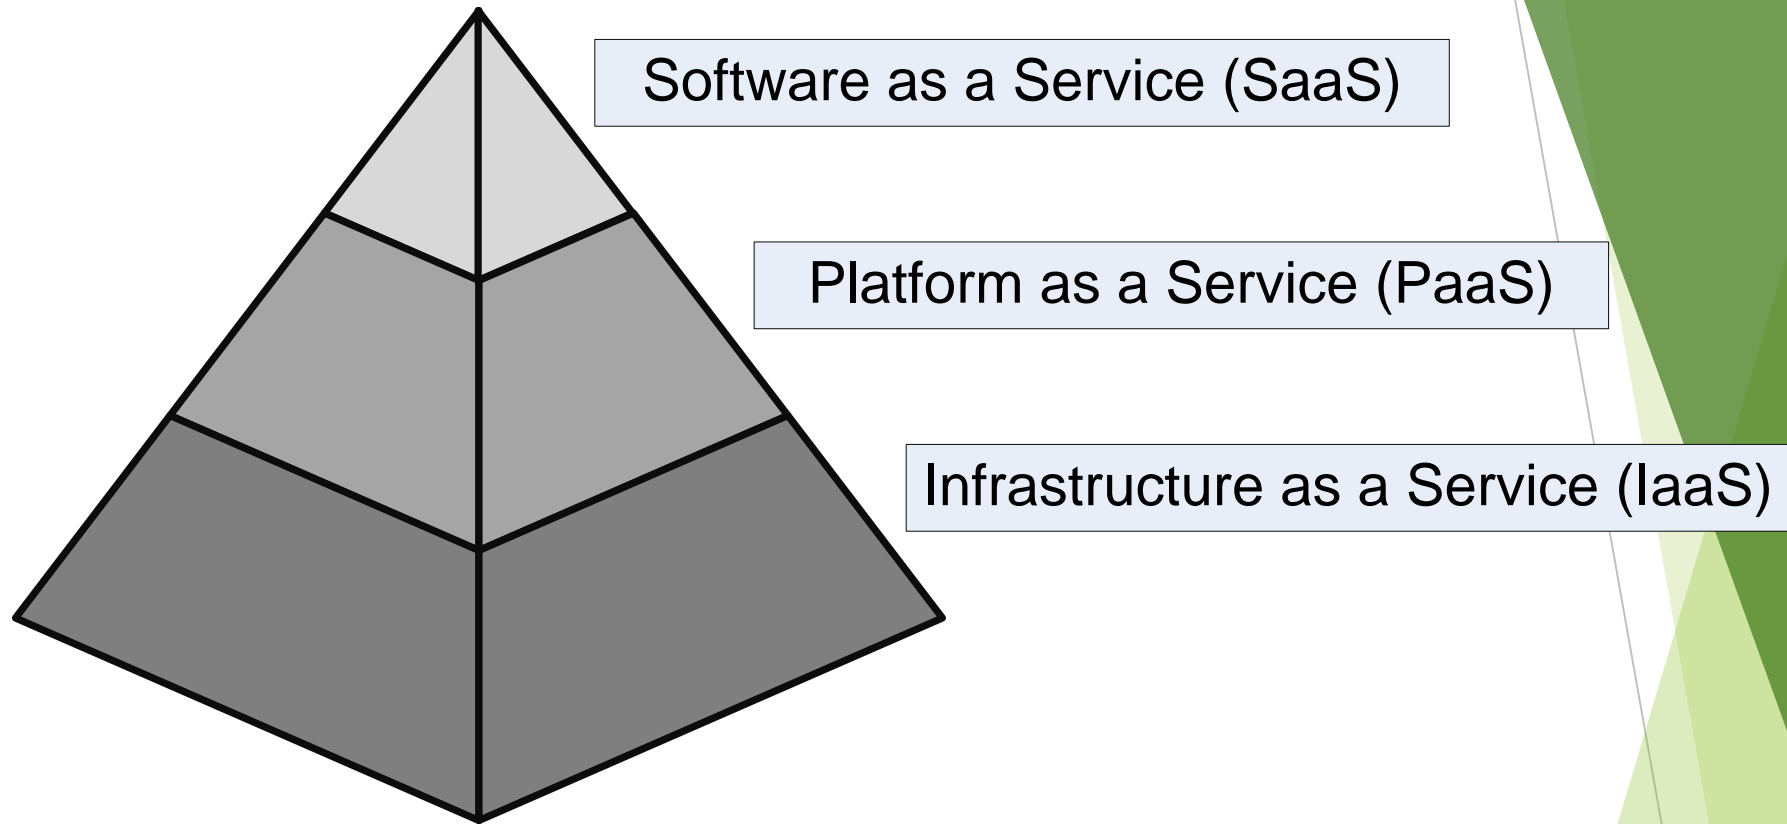 Software as a Service (SaaS)
Platform as a Service (PaaS)
Infrastructure as a Service (IaaS)